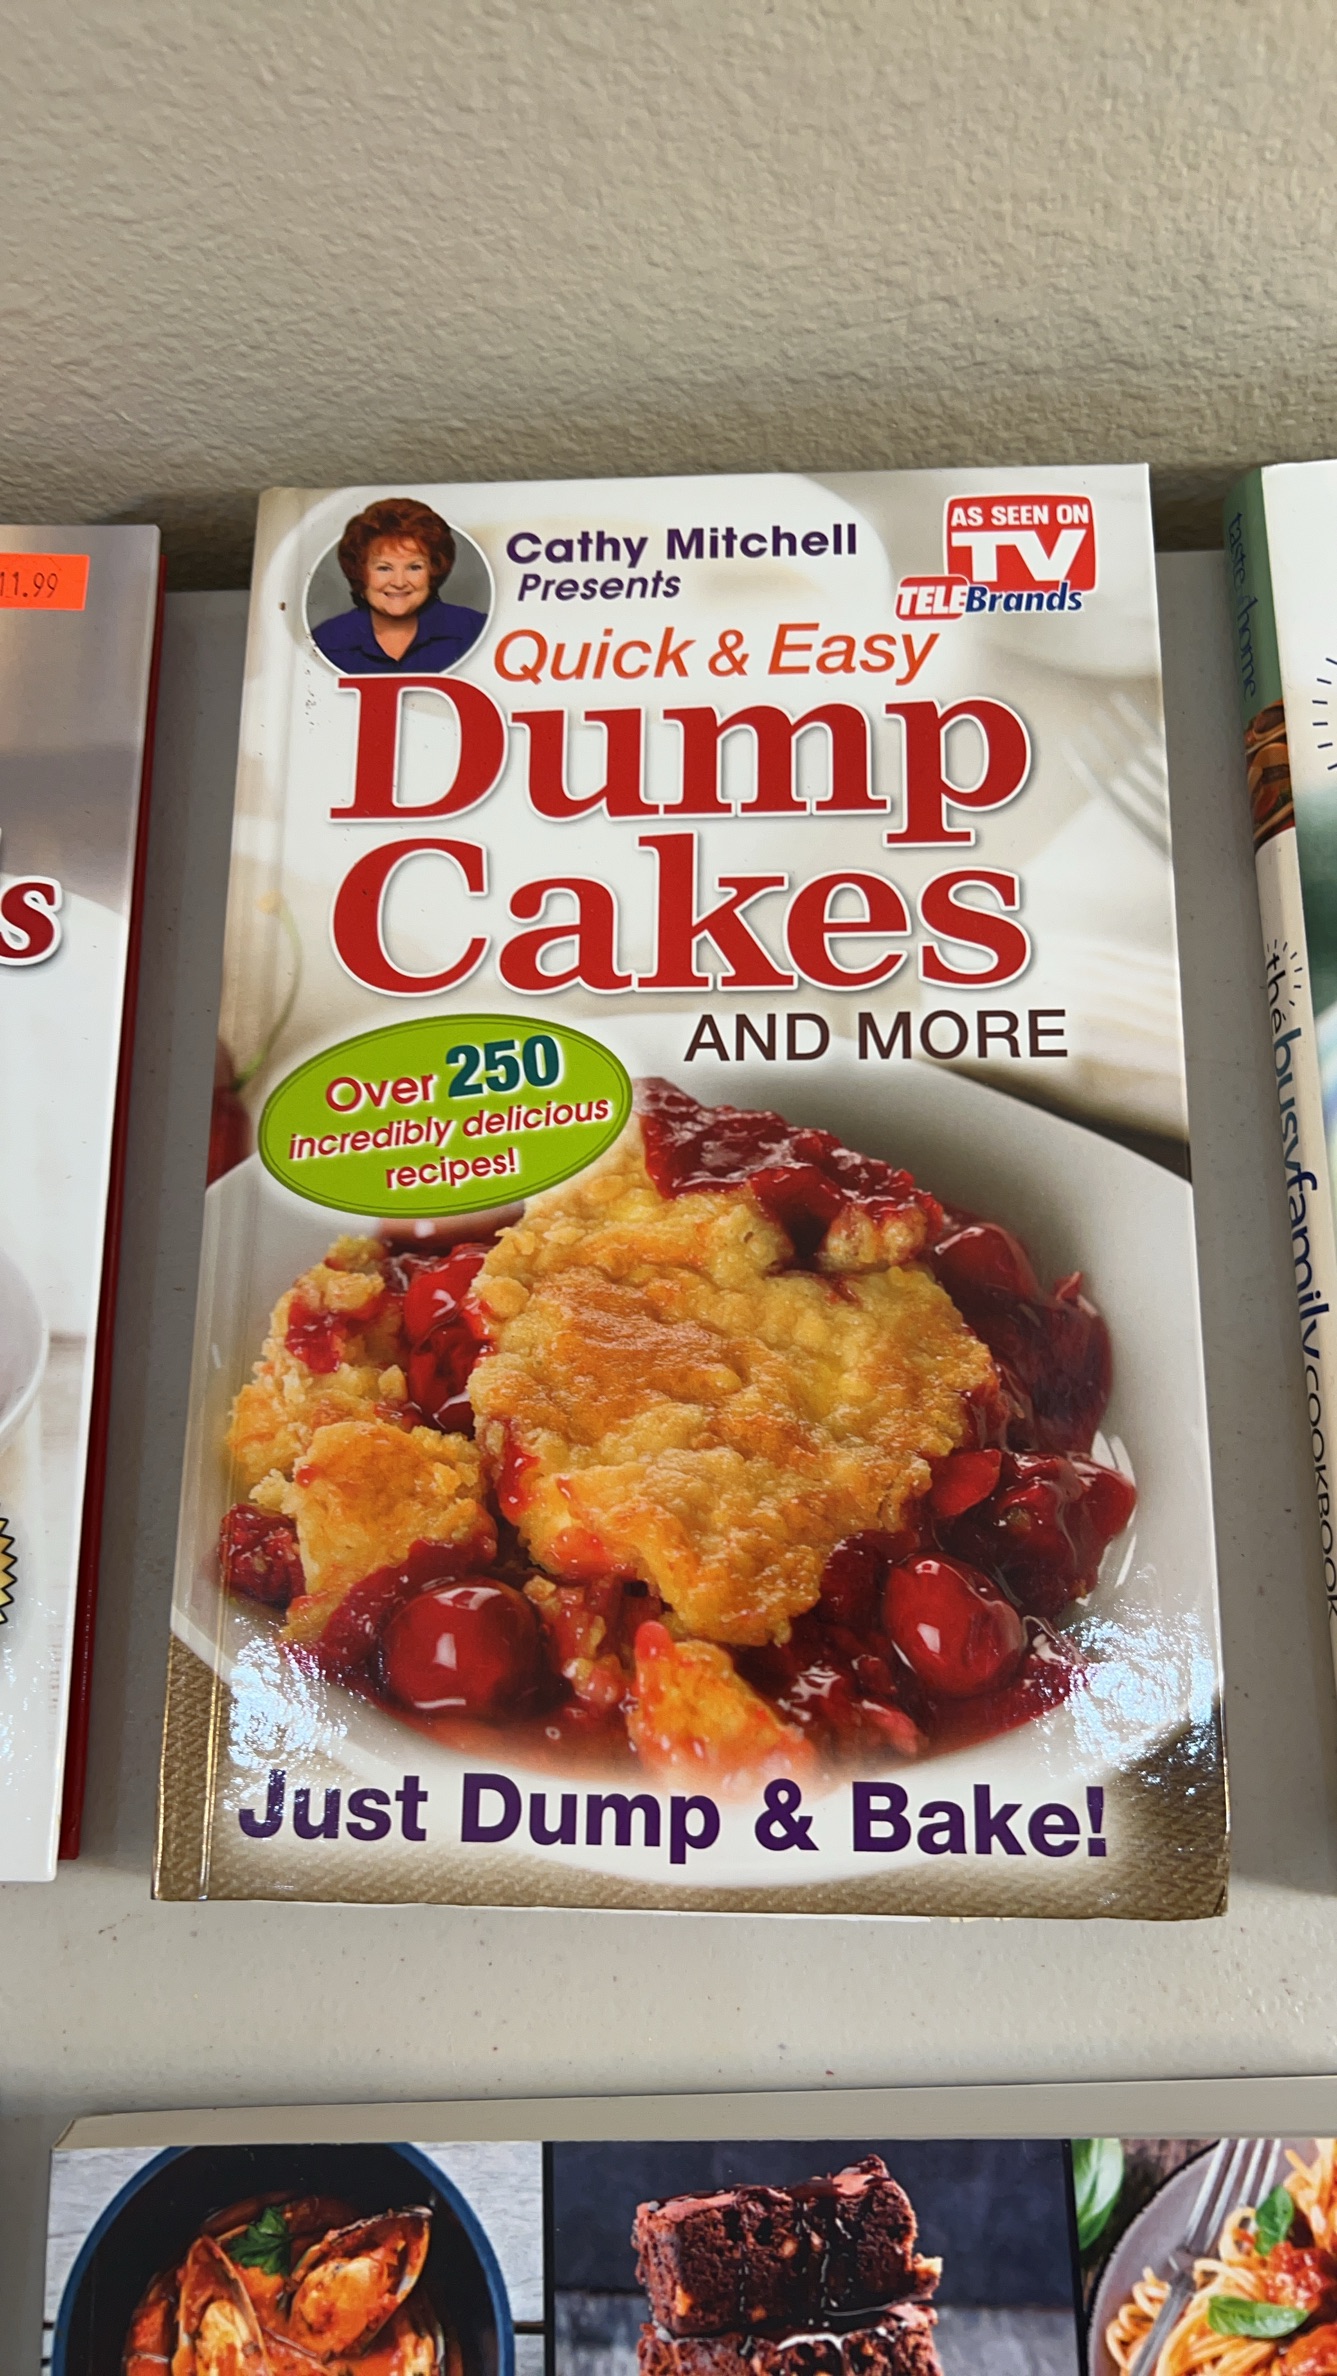 11.99
s
Cathy Mitchell
Presents
AS SEEN ON
TV
TELEBrands
Quick & Easy
Dump
Cakes
AND MORE
Over 250
incredibly delicious
recipes!
Just Dump & Bake!
taste of home
the busy family COOKBOOK